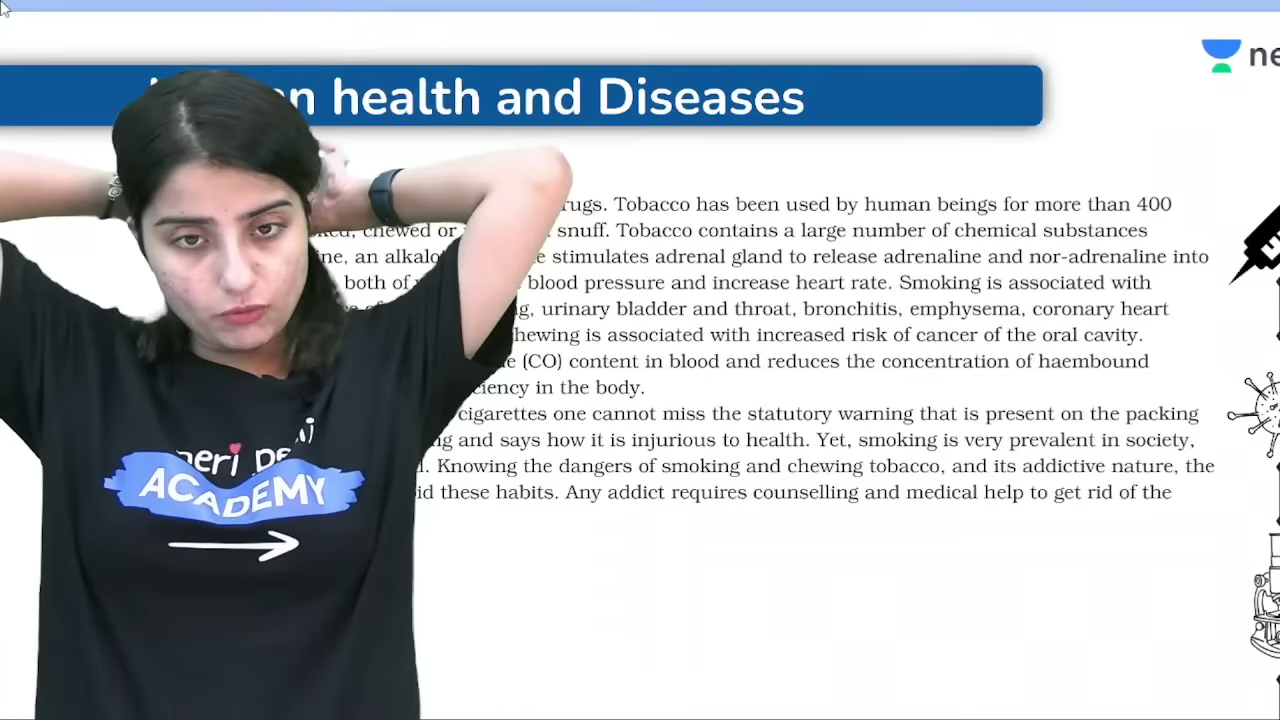 ne
health and Diseases
rugs. Tobacco has been used by human beings for more than 400
chewed or snuff. Tobacco contains a large number of chemical substances
an stimulates adrenal gland to release adrenaline and nor-adrenaline into
both of blood pressure and increase heart rate. Smoking is associated with
urinary bladder and throat, bronchitis, emphysema, coronary heart
hewing is associated with increased risk of cancer of the oral cavity.
(CO) content in blood and reduces the concentration of haembound
ciency in the body.
cigarettes one cannot miss the statutory warning that is present on the packing
and says how it is injurious to health. Yet, smoking is very prevalent in society,
Knowing the dangers of smoking and chewing tobacco, and its addictive nature, the
these habits. Any addict requires counselling and medical help to get rid of the
ACADEMY